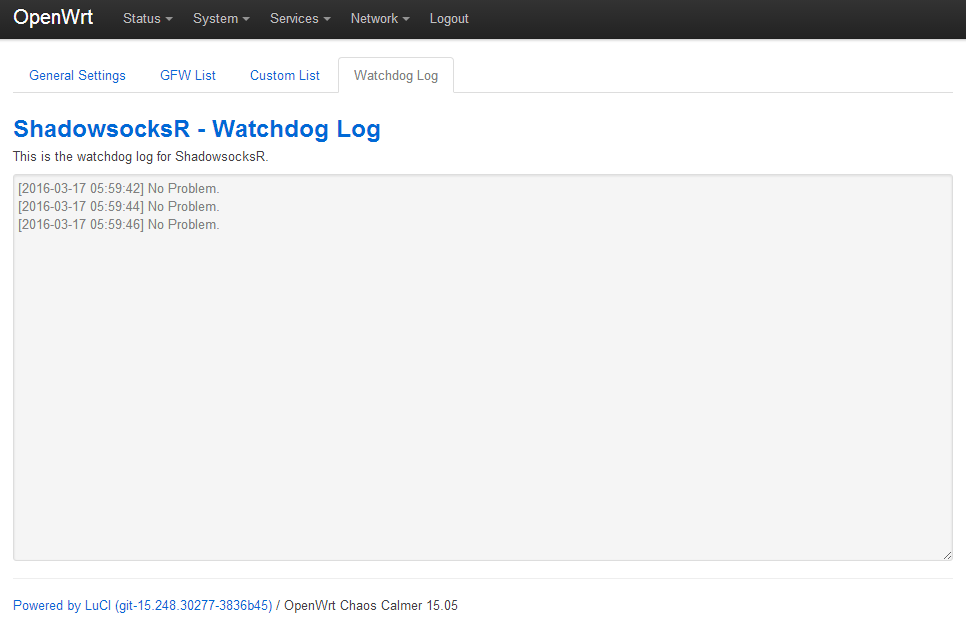 OpenWrt Status System Services Network Logout
General Settings GFW List Custom List Watchdog Log
ShadowsocksR - Watchdog Log
This is the watchdog log for ShadowsocksR.
[2016-03-17 05:59:42] No Problem.
[2016-03-17 05:59:44] No Problem.
[2016-03-17 05:59:46] No Problem.
Powered by LuCI (git-15.248.30277-3836b45) / OpenWrt Chaos Calmer 15.05